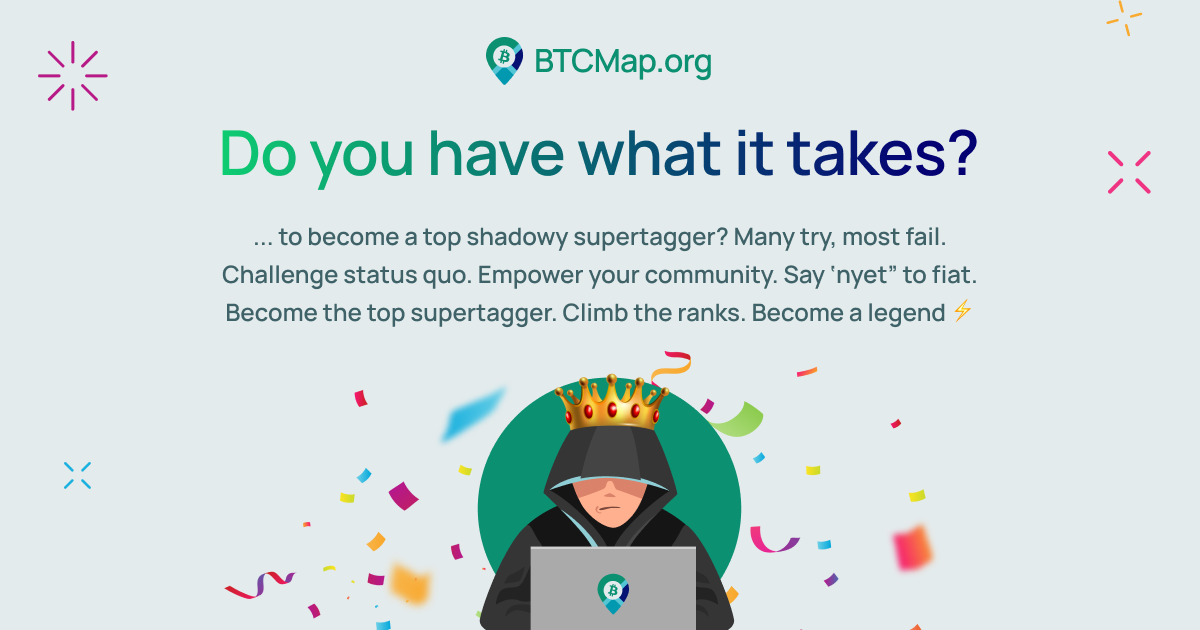 BTCMap.org
Do you have what it takes?
... to become a top shadowy supertagger? Many try, most fail.
Challenge status quo. Empower your community. Say ‘nyet” to fiat.
Become the top supertagger. Climb the ranks. Become a legend ⚡